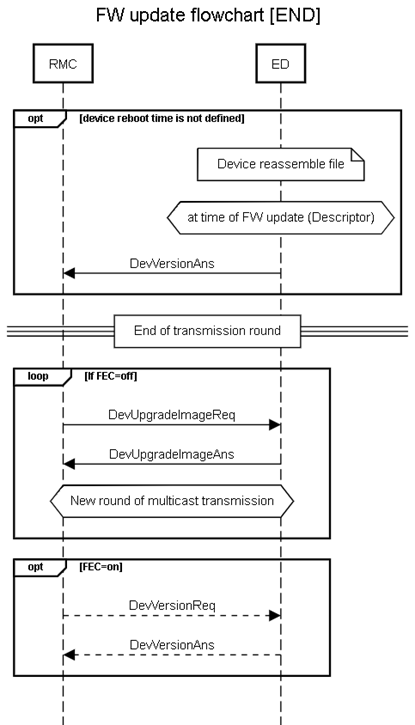 FW update flowchart [END]
RMC
ED
opt
[device reboot time is not defined]
Device reassemble file
at time of FW update (Descriptor)
DevVersionAns
End of transmission round
loop
[If FEC=off]
DevUpgradeImageReq
DevUpgradeImageAns
New round of multicast transmission
opt
[FEC=on]
DevVersionReq
DevVersionAns